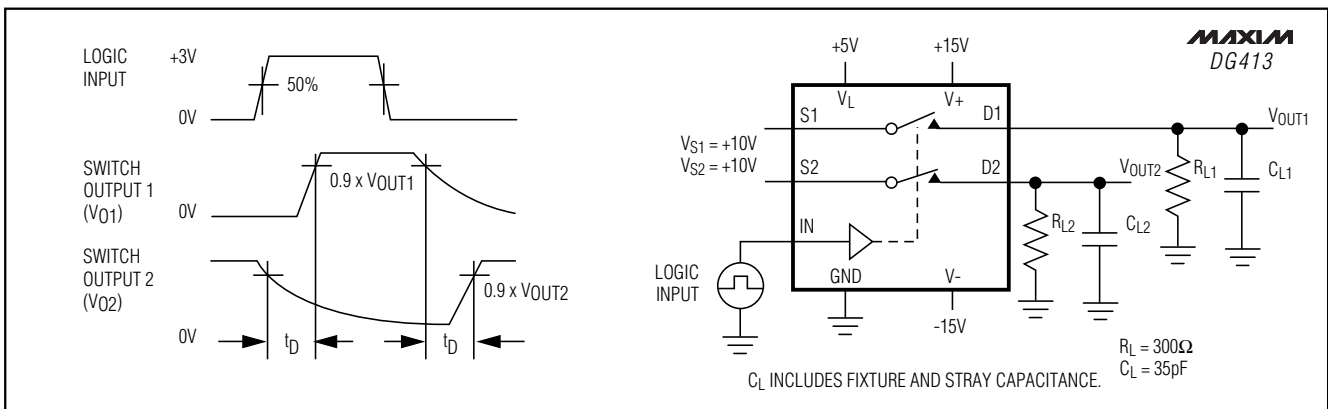 LOGIC
INPUT
+3V
50%
0V
SWITCH
OUTPUT 1
(VO1)
0.9 x VOUT1
0V
SWITCH
OUTPUT 2
(VO2)
0.9 x VOUT2
0V
tD
tD
MAXIM
DG413
+5V
+15V
VL
V+
S1
D1
VOUT1
VS1 = +10V
VS2 = +10V
S2
D2
VOUT2
RL1
CL1
RL2
CL2
IN
LOGIC
INPUT
GND
V-
-15V
RL = 300Ω
CL = 35pF
CL INCLUDES FIXTURE AND STRAY CAPACITANCE.